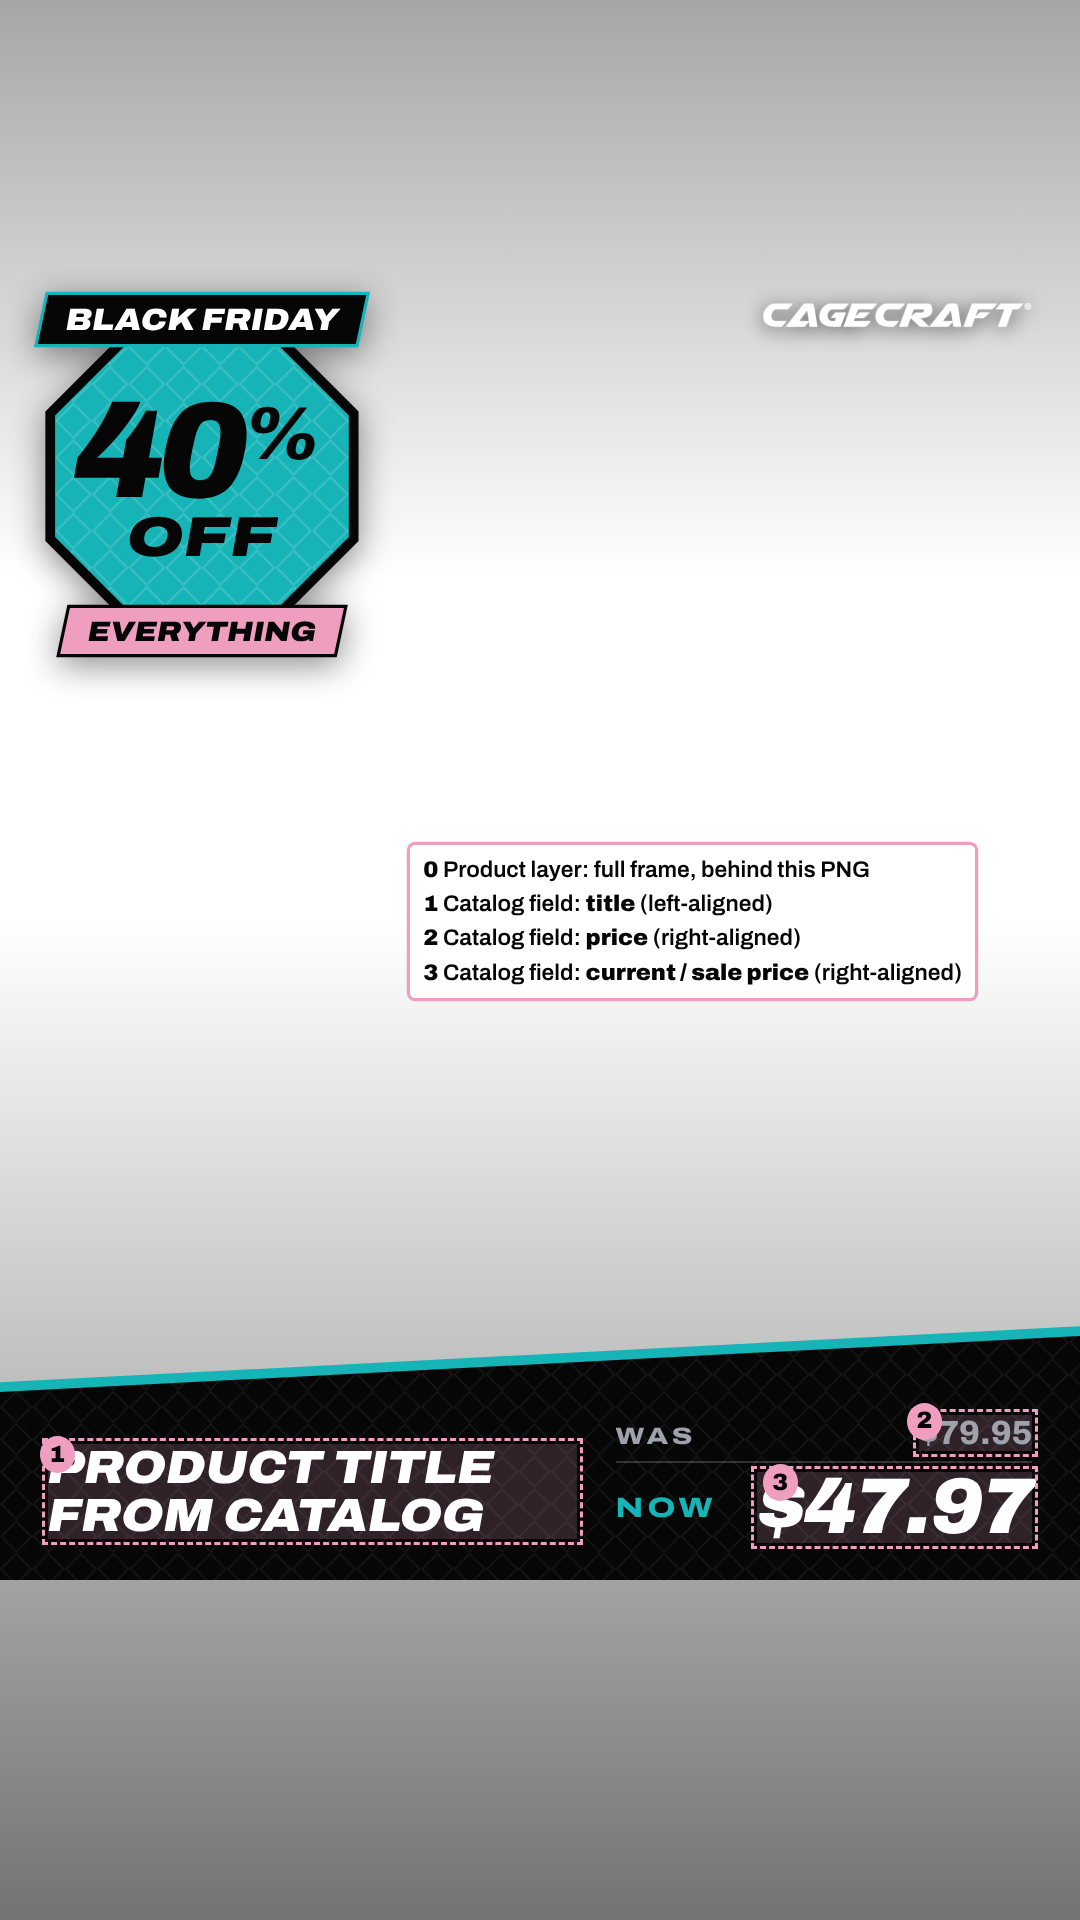 BLACK FRIDAY
CAGECRAFT®
40%
OFF
EVERYTHING
0 Product layer: full frame, behind this PNG
1 Catalog field: title (left-aligned)
2 Catalog field: price (right-aligned)
3 Catalog field: current / sale price (right-aligned)
1
PRODUCT TITLE
FROM CATALOG
WAS
2
$79.95
NOW
3
$47.97